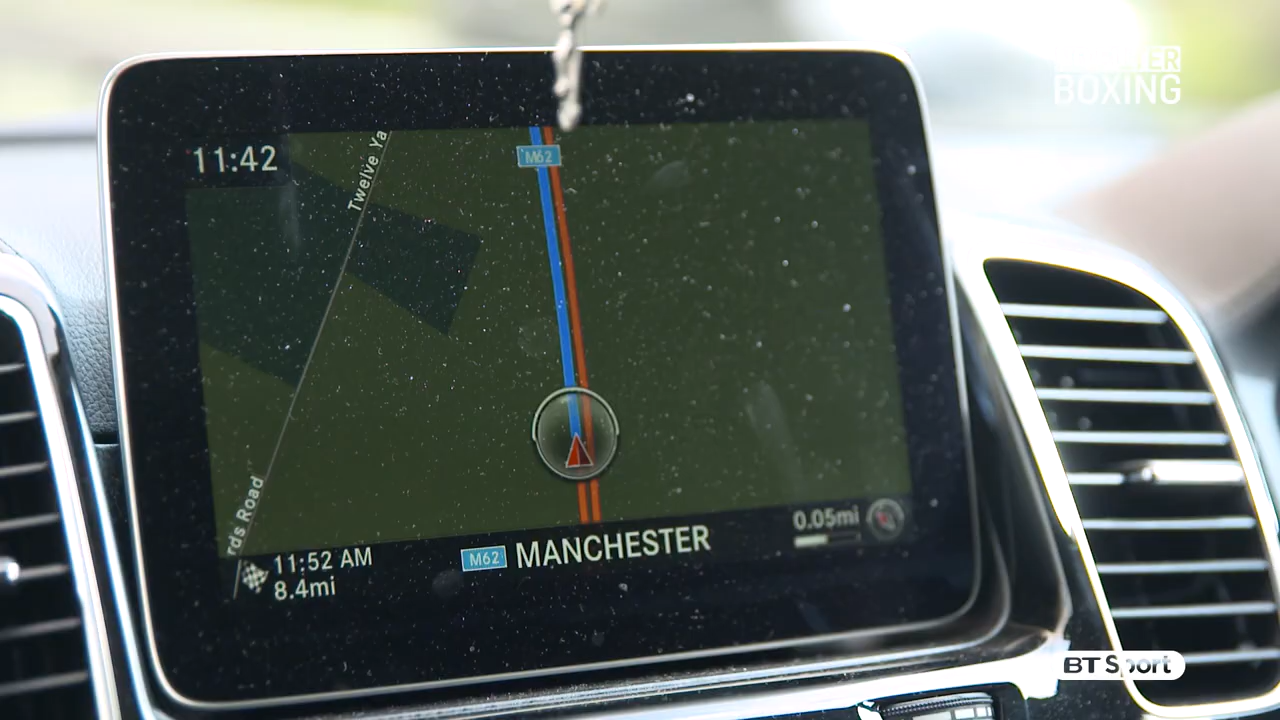 BOXING
11:42
Twelve Ya
M62
rds Road
11:52 AM
8.4mi
M62 MANCHESTER
0.05mi
BT Sport